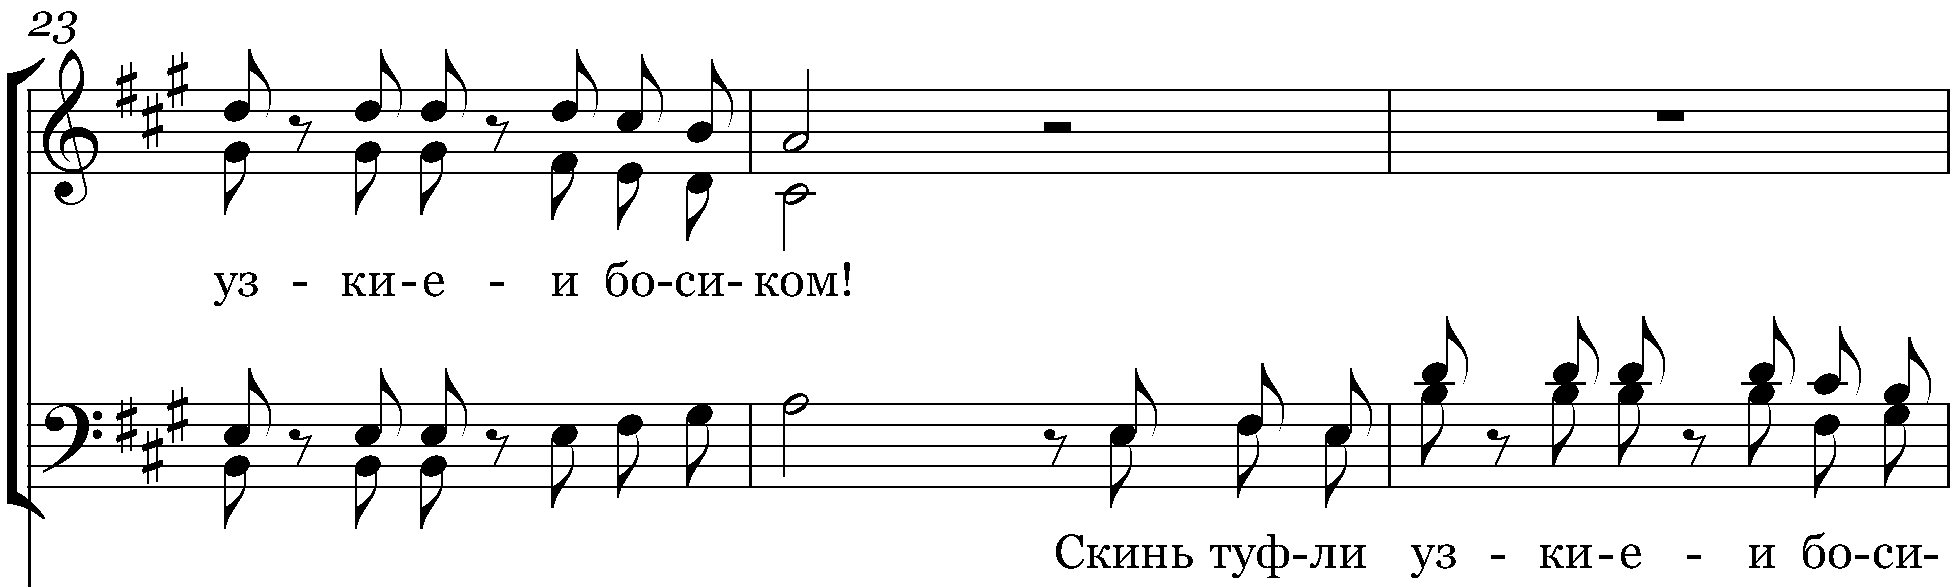 23
уз - ки-е - и бо-си-ком!
Скинь туф-ли уз - ки-е - и бо-си-